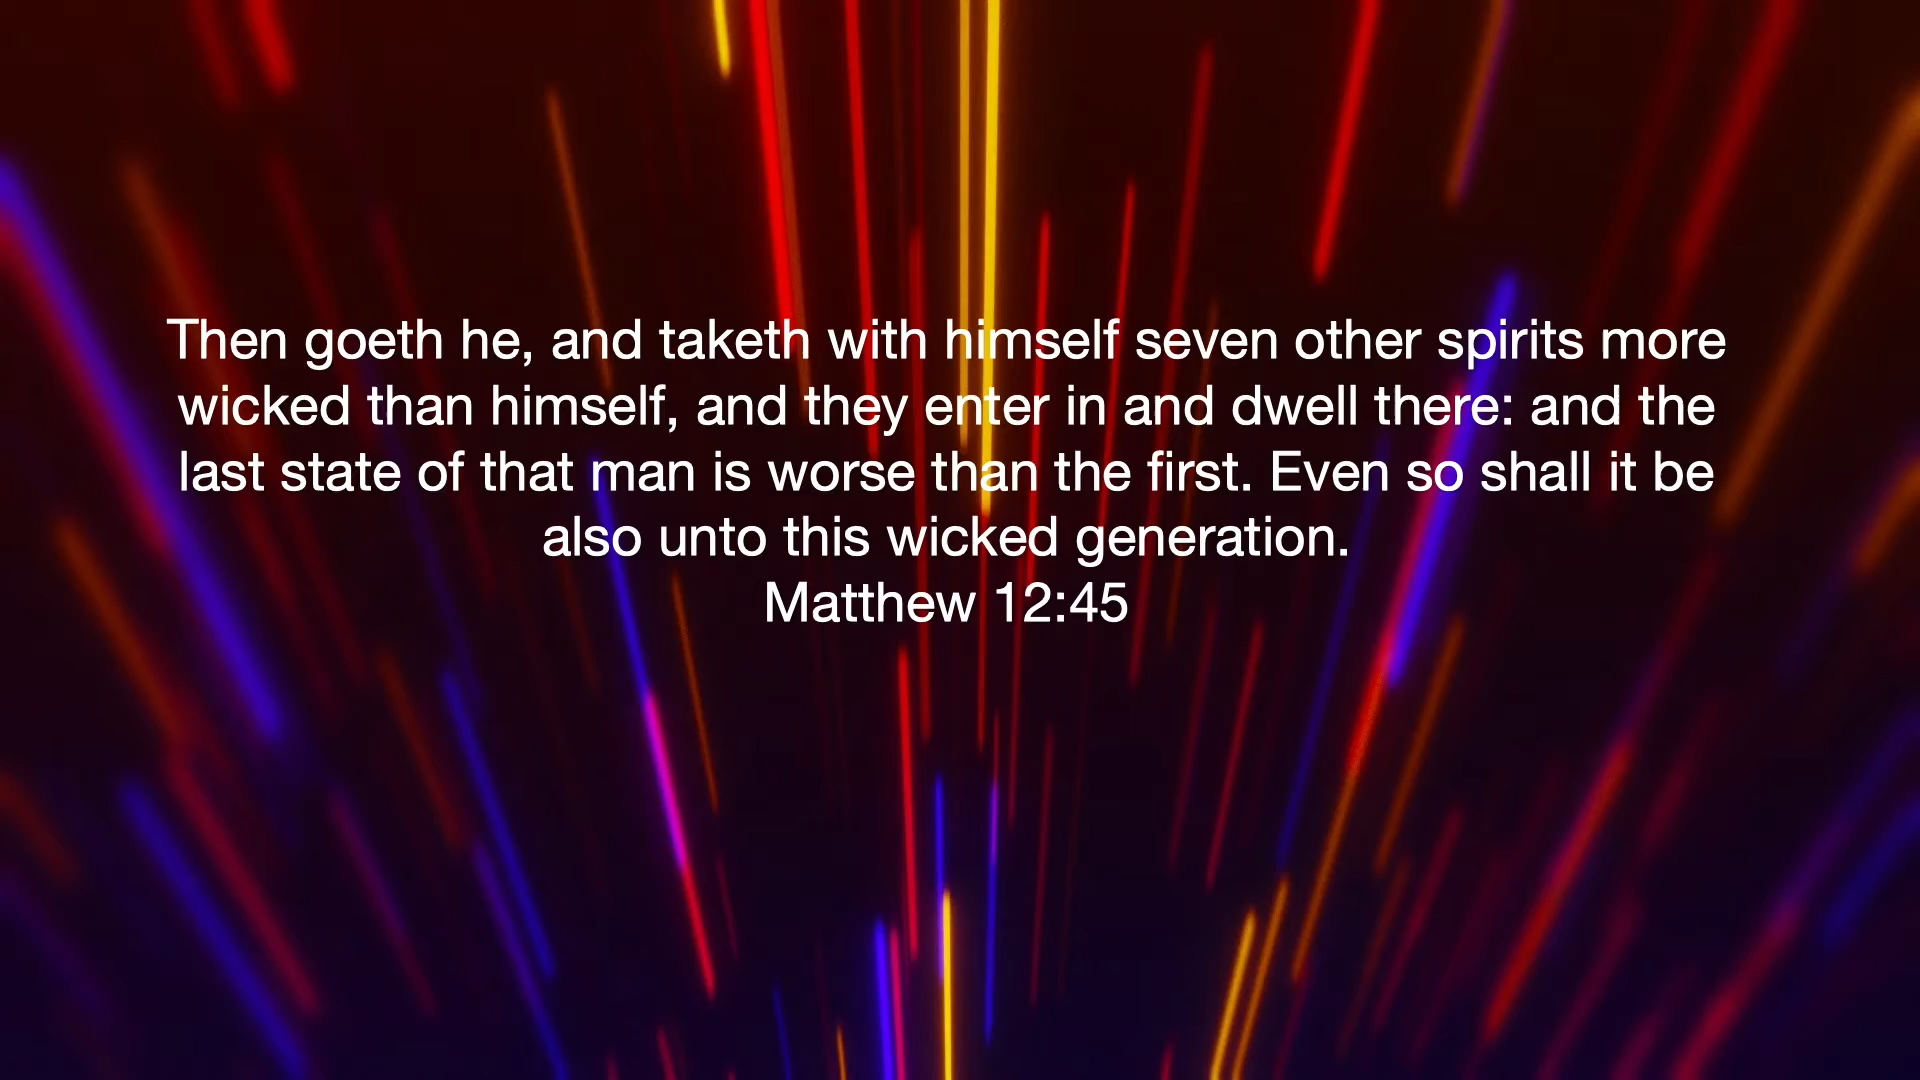 Then goeth he, and taketh with himself seven other spirits more
wicked than himself, and they enter in and dwell there: and the
last state of that man is worse than the first. Even so shall it be
also unto this wicked generation.
Matthew 12:45